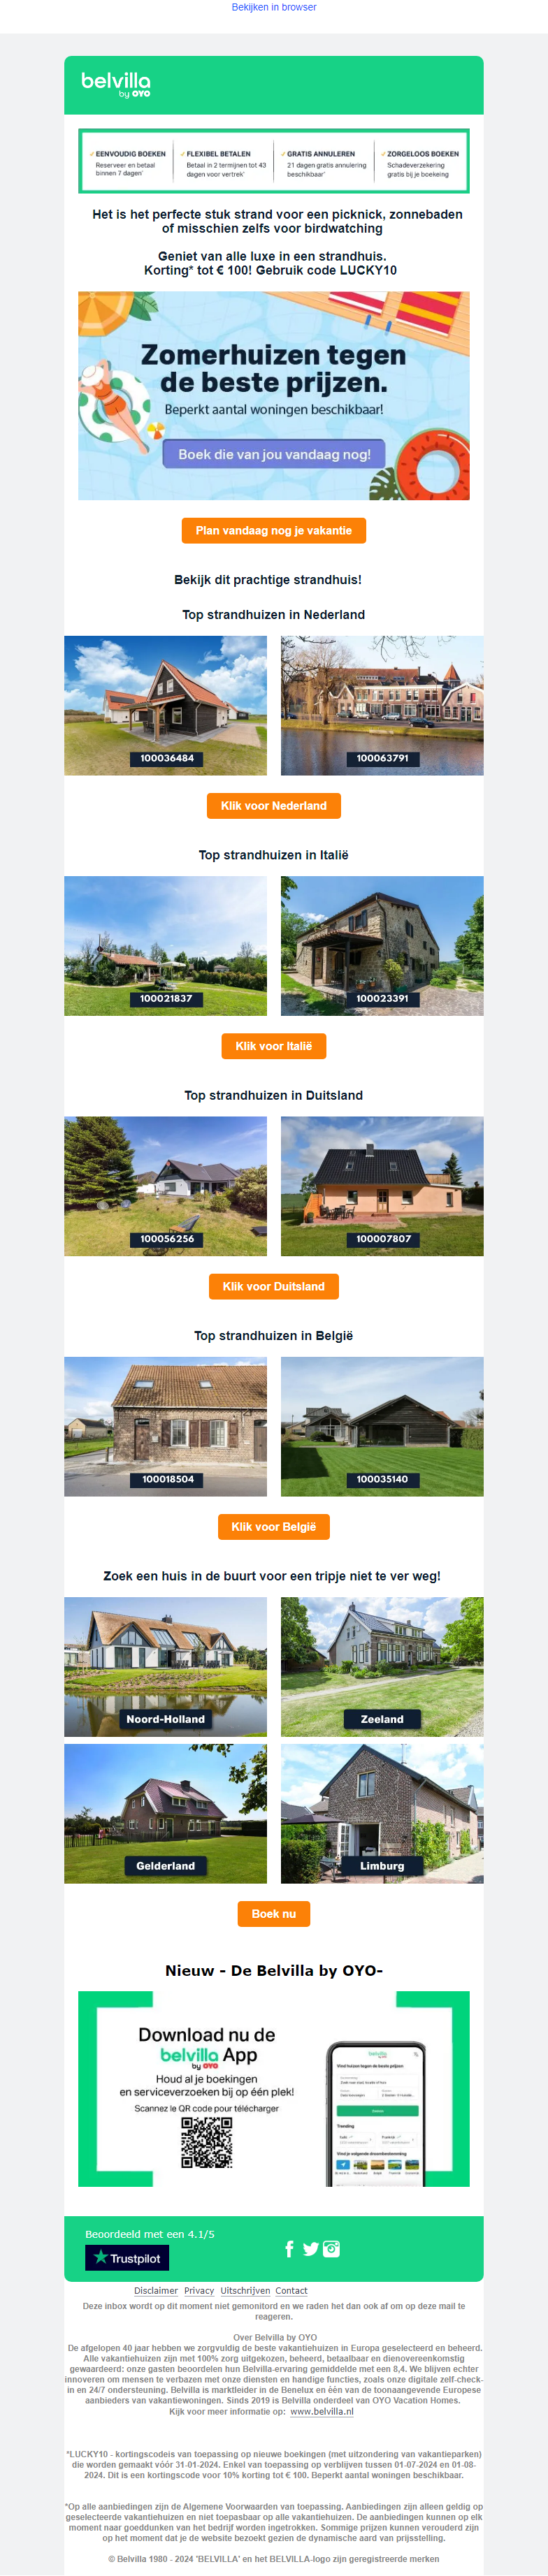 Bekijken in browser
belvilla
by OYO
✓ EENVOUDIG BOEKEN
Reserveer en betaal
binnen 7 dagen*
✓ FLEXIBEL BETALEN
Betaal in 2 termijnen tot 43
dagen voor vertrek*
✓ GRATIS ANNULEREN
21 dagen gratis annulering
beschikbaar*
✓ ZORGELOOS BOEKEN
Schadeverzekering
gratis bij je boekeing
Het is het perfecte stuk strand voor een picknick, zonnebaden
of misschien zelfs voor birdwatching
Geniet van alle luxe in een strandhuis.
Korting* tot € 100! Gebruik code LUCKY10
Zomerhuizen tegen
de beste prijzen.
Beperkt aantal woningen beschikbaar!
Boek die van jou vandaag nog!
Plan vandaag nog je vakantie
Bekijk dit prachtige strandhuis!
Top strandhuizen in Nederland
100036484
100063791
Klik voor Nederland
Top strandhuizen in Italië
100021837
100023391
Klik voor Italië
Top strandhuizen in Duitsland
100056256
100007807
Klik voor Duitsland
Top strandhuizen in België
100018504
100035140
Klik voor België
Zoek een huis in de buurt voor een tripje niet te ver weg!
Noord-Holland
Zeeland
Gelderland
Limburg
Boek nu
Nieuw - De Belvilla by OYO-
Download nu de
belvilla App
by OYO
Houd al je boekingen
en serviceverzoeken bij op één plek!
Scannez le QR code pour télécharger
belvilla
Vind huizen tegen de beste prijzen
Trending
Vind je volgende droombestemming
Beoordeeld met een 4.1/5
Trustpilot
Disclaimer Privacy Uitschrijven Contact
Deze inbox wordt op dit moment niet gemonitord en we raden het dan ook af om op deze mail te
reageren.
Over Belvilla by OYO
De afgelopen 40 jaar hebben we zorgvuldig de beste vakantiehuizen in Europa geselecteerd en beheerd.
Alle vakantiehuizen zijn met 100% zorg uitgekozen, beheerd, betaalbaar en dienovereenkomstig
gewaardeerd: onze gasten beoordelen hun Belvilla-ervaring gemiddelde met een 8,4. We blijven echter
innoveren om mensen te verbazen met onze diensten en handige functies, zoals onze digitale zelf-check-
in en 24/7 ondersteuning. Belvilla is marktleider in de Benelux en één van de toonaangevende Europese
aanbieders van vakantiewoningen. Sinds 2019 is Belvilla onderdeel van OYO Vacation Homes.
Kijk voor meer informatie op: www.belvilla.nl
*LUCKY10 - kortingscodeis van toepassing op nieuwe boekingen (met uitzondering van vakantieparken)
die worden gemaakt vóór 31-01-2024. Enkel van toepassing op verblijven tussen 01-07-2024 en 01-08-
2024. Dit is een kortingscode voor 10% korting tot € 100. Beperkt aantal woningen beschikbaar.
*Op alle aanbiedingen zijn de Algemene Voorwaarden van toepassing. Aanbiedingen zijn alleen geldig op
geselecteerde vakantiehuizen en niet toepasbaar op alle vakantiehuizen. De aanbiedingen kunnen op elk
moment naar goeddunken van het bedrijf worden ingetrokken. Sommige prijzen kunnen verouderd zijn
op het moment dat je de website bezoekt gezien de dynamische aard van prijsstelling.
© Belvilla 1980 - 2024 'BELVILLA' en het BELVILLA-logo zijn geregistreerde merken